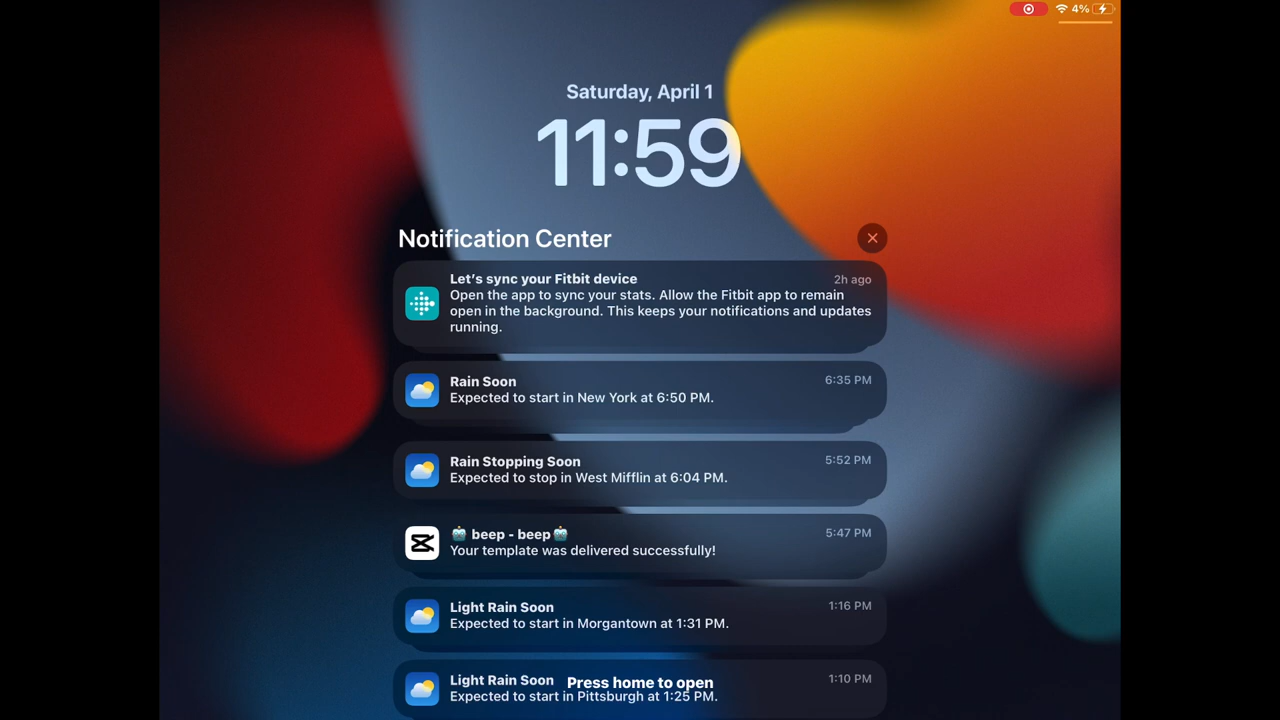 4%
Saturday, April 1
11:59
Notification Center
Let's sync your Fitbit device
2h ago
Open the app to sync your stats. Allow the Fitbit app to remain
open in the background. This keeps your notifications and updates
running.
Rain Soon
6:35 PM
Expected to start in New York at 6:50 PM.
Rain Stopping Soon
5:52 PM
Expected to stop in West Mifflin at 6:04 PM.
🤖 beep - beep🤖
5:47 PM
Your template was delivered successfully!
Light Rain Soon
1:16 PM
Expected to start in Morgantown at 1:31 PM.
Light Rain Soon
Press home to open
1:10 PM
Expected to start in Pittsburgh at 1:25 PM.